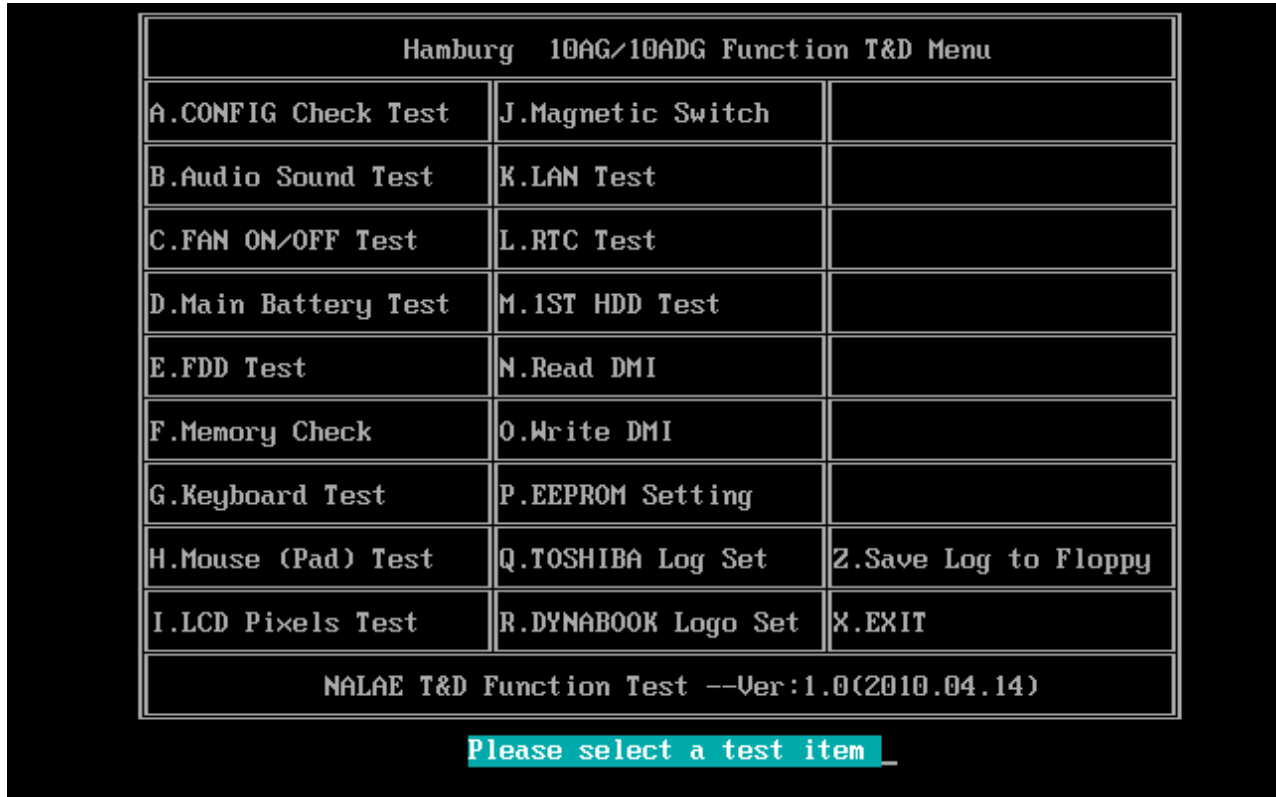 Hamburg  10AG/10ADG Function T&D Menu
A.CONFIG Check Test J.Magnetic Switch
B.Audio Sound Test K.LAN Test
C.FAN ON/OFF Test L.RTC Test
D.Main Battery Test M.1ST HDD Test
E.FDD Test N.Read DMI
F.Memory Check O.Write DMI
G.Keyboard Test P.EEPROM Setting
H.Mouse (Pad) Test Q.TOSHIBA Log Set Z.Save Log to Floppy
I.LCD Pixels Test R.DYNABOOK Logo Set X.EXIT
NALAE T&D Function Test --Ver:1.0(2010.04.14)
Please select a test item _